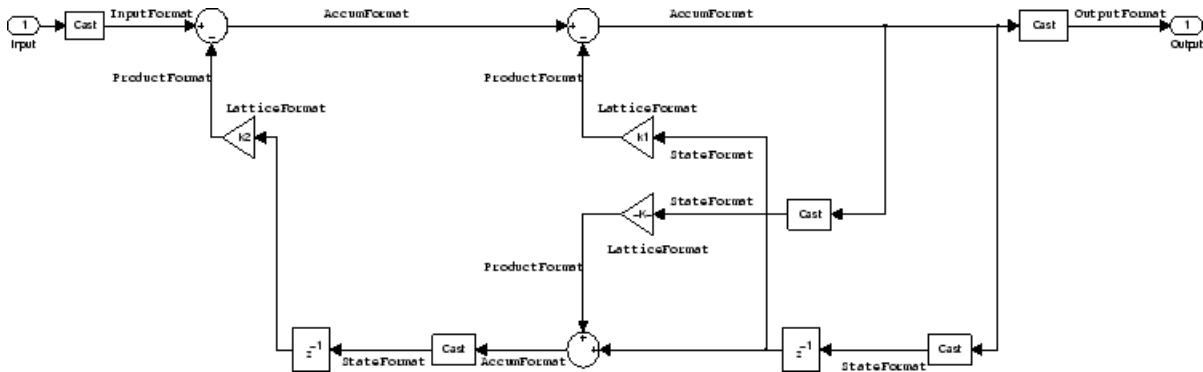 InputFormat AccumFormat AccumFormat OutputFormat
1 Cast + + Cast 1
Input − − Output
ProductFormat ProductFormat
LatticeFormat LatticeFormat
k2 k1
StateFormat
StateFormat
-K- Cast
LatticeFormat
ProductFormat
+
z⁻¹ Cast + z⁻¹ Cast
StateFormat AccumFormat StateFormat